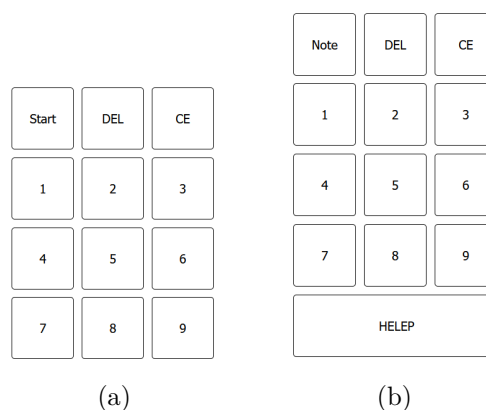 Start DEL CE
1 2 3
4 5 6
7 8 9
(a)
Note DEL CE
1 2 3
4 5 6
7 8 9
HELEP
(b)